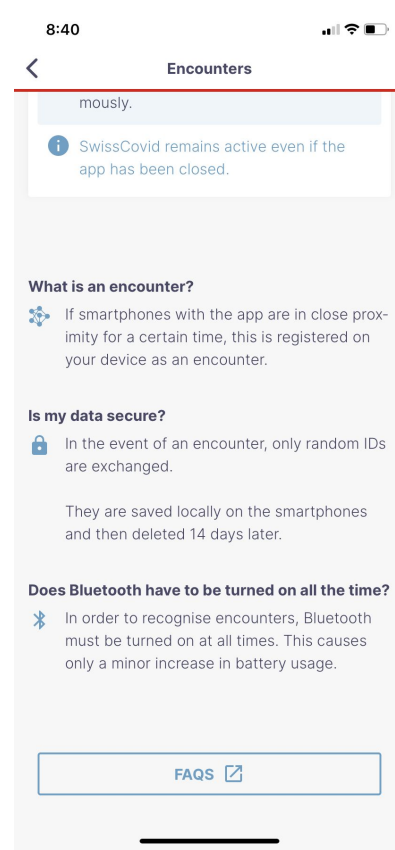 8:40
Encounters
mously.
SwissCovid remains active even if the
app has been closed.
What is an encounter?
If smartphones with the app are in close prox-
imity for a certain time, this is registered on
your device as an encounter.
Is my data secure?
In the event of an encounter, only random IDs
are exchanged.
They are saved locally on the smartphones
and then deleted 14 days later.
Does Bluetooth have to be turned on all the time?
In order to recognise encounters, Bluetooth
must be turned on at all times. This causes
only a minor increase in battery usage.
FAQS